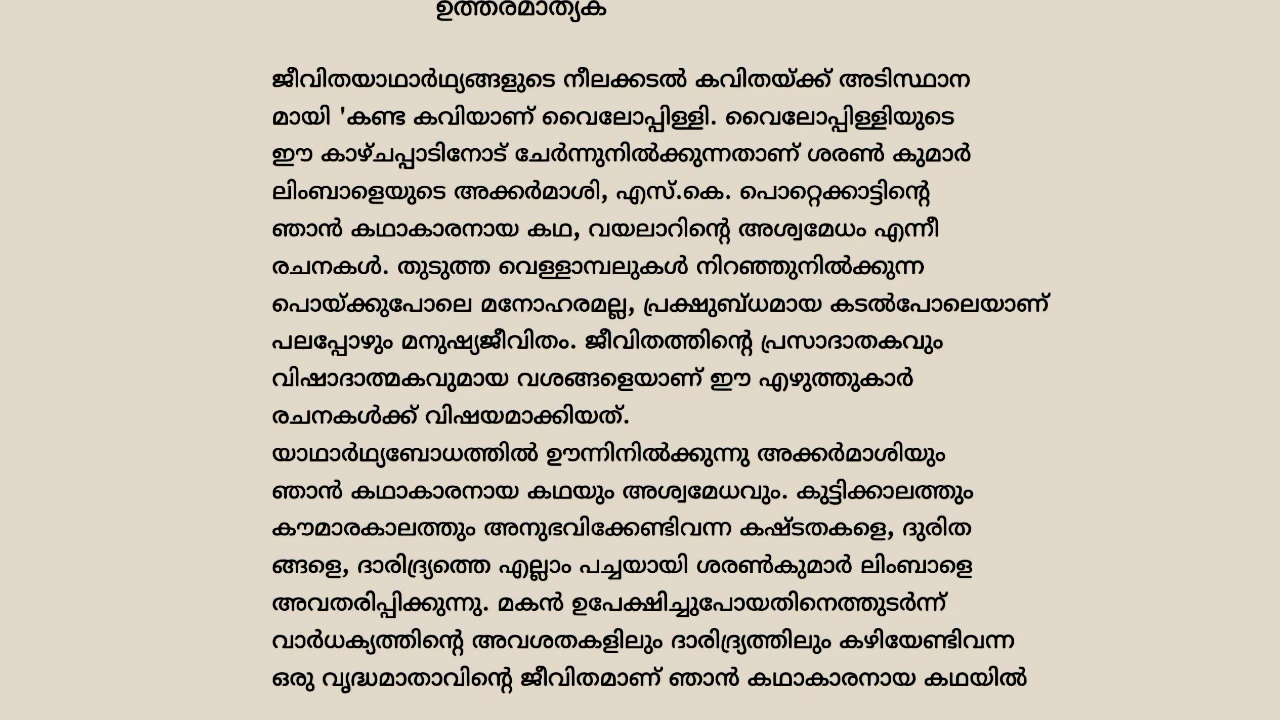 ഉത്തരമാതൃക
ജീവിതയാഥാർഥ്യങ്ങളുടെ നീലക്കടൽ കവിതയ്ക്ക് അടിസ്ഥാന
മായി 'കണ്ട കവിയാണ് വൈലോപ്പിള്ളി. വൈലോപ്പിള്ളിയുടെ
ഈ കാഴ്ചപ്പാടിനോട് ചേർന്നുനിൽക്കുന്നതാണ് ശരൺ കുമാർ
ലിംബാളെയുടെ അക്കർമാശി, എസ്.കെ. പൊറ്റെക്കാട്ടിന്റെ
ഞാൻ കഥാകാരനായ കഥ, വയലാറിന്റെ അശ്വമേധം എന്നീ
രചനകൾ. തുടുത്ത വെള്ളാമ്പലുകൾ നിറഞ്ഞുനിൽക്കുന്ന
പൊയ്ക്കുപോലെ മനോഹരമല്ല, പ്രക്ഷുബ്ധമായ കടൽപോലെയാണ്
പലപ്പോഴും മനുഷ്യജീവിതം. ജീവിതത്തിന്റെ പ്രസാദാതകവും
വിഷാദാത്മകവുമായ വശങ്ങളെയാണ് ഈ എഴുത്തുകാർ
രചനകൾക്ക് വിഷയമാക്കിയത്.
യാഥാർഥ്യബോധത്തിൽ ഊന്നിനിൽക്കുന്നു അക്കർമാശിയും
ഞാൻ കഥാകാരനായ കഥയും അശ്വമേധവും. കുട്ടിക്കാലത്തും
കൗമാരകാലത്തും അനുഭവിക്കേണ്ടിവന്ന കഷ്ടതകളെ, ദുരിത
ങ്ങളെ, ദാരിദ്ര്യത്തെ എല്ലാം പച്ചയായി ശരൺകുമാർ ലിംബാളെ
അവതരിപ്പിക്കുന്നു. മകൻ ഉപേക്ഷിച്ചുപോയതിനെത്തുടർന്ന്
വാർധക്യത്തിന്റെ അവശതകളിലും ദാരിദ്ര്യത്തിലും കഴിയേണ്ടിവന്ന
ഒരു വൃദ്ധമാതാവിന്റെ ജീവിതമാണ് ഞാൻ കഥാകാരനായ കഥയിൽ